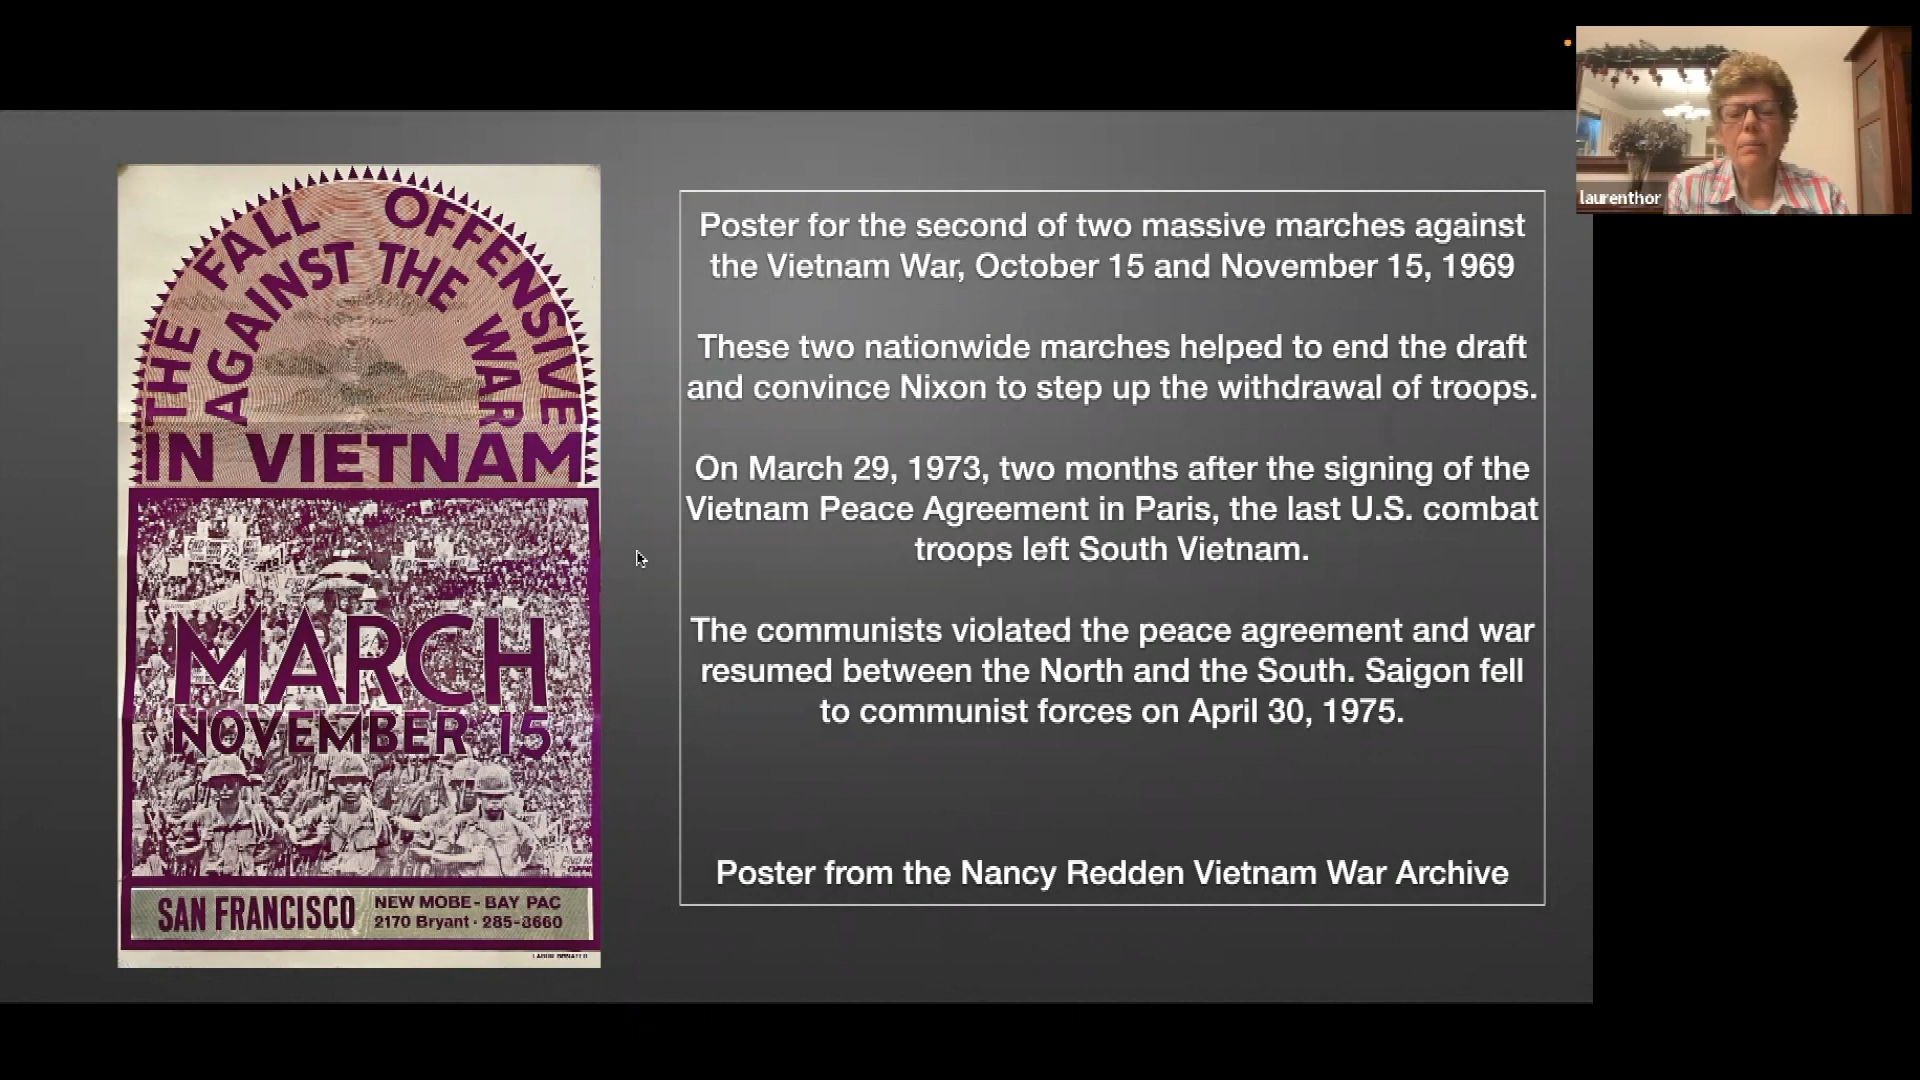 THE FALL OFFENSIVE
AGAINST THE WAR
IN VIETNAM
MARCH
NOVEMBER 15
SAN FRANCISCO
NEW MOBE - BAY PAC
2170 Bryant · 285-8660
Poster for the second of two massive marches against
the Vietnam War, October 15 and November 15, 1969
These two nationwide marches helped to end the draft
and convince Nixon to step up the withdrawal of troops.
On March 29, 1973, two months after the signing of the
Vietnam Peace Agreement in Paris, the last U.S. combat
troops left South Vietnam.
The communists violated the peace agreement and war
resumed between the North and the South. Saigon fell
to communist forces on April 30, 1975.
Poster from the Nancy Redden Vietnam War Archive
laurenthor